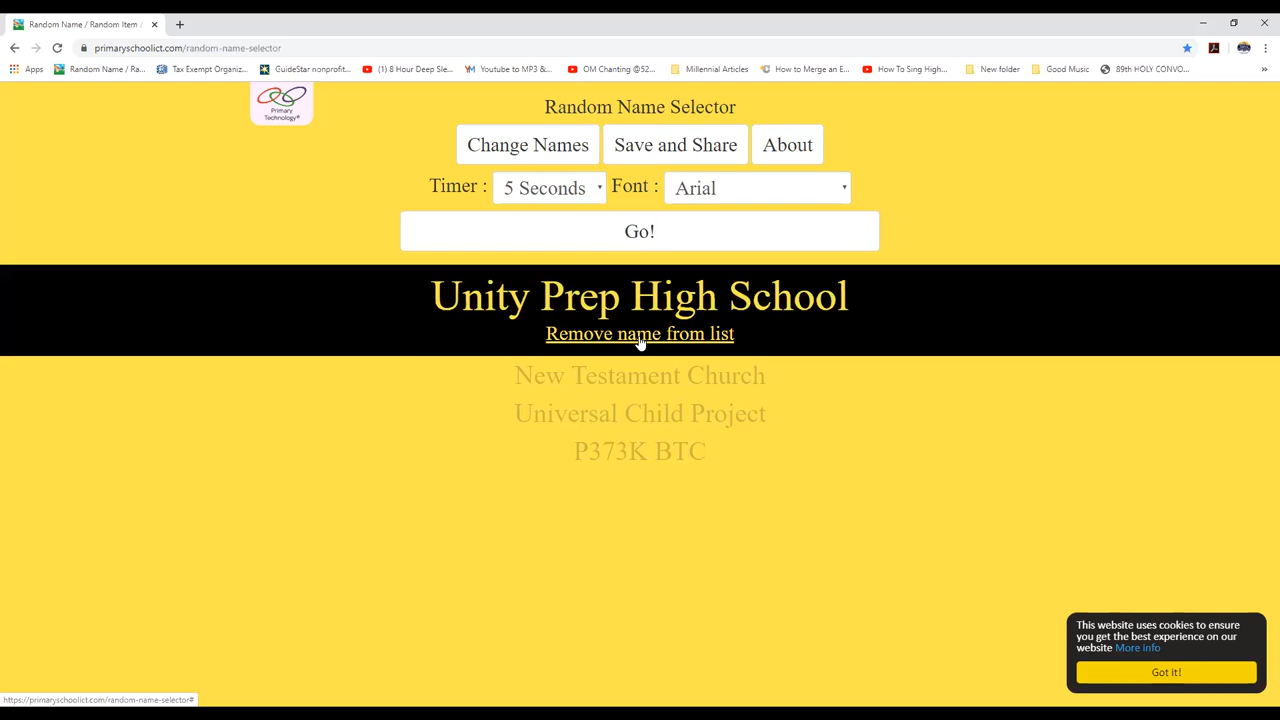 Random Name / Random Item /
primaryschoolict.com/random-name-selector
Apps
Random Name / Ra...
Tax Exempt Organiz...
GuideStar nonprofit...
(1) 8 Hour Deep Sle...
Youtube to MP3 &...
OM Chanting @52...
Millennial Articles
How to Merge an E...
How To Sing High...
New folder
Good Music
89th HOLY CONVO...
»
Primary
Technology®
Random Name Selector
Change Names
Save and Share
About
Timer : 5 Seconds Font : Arial
Go!
Unity Prep High School
Remove name from list
New Testament Church
Universal Child Project
P373K BTC
This website uses cookies to ensure
you get the best experience on our
website More info
Got it!
https://primaryschoolict.com/random-name-selector#